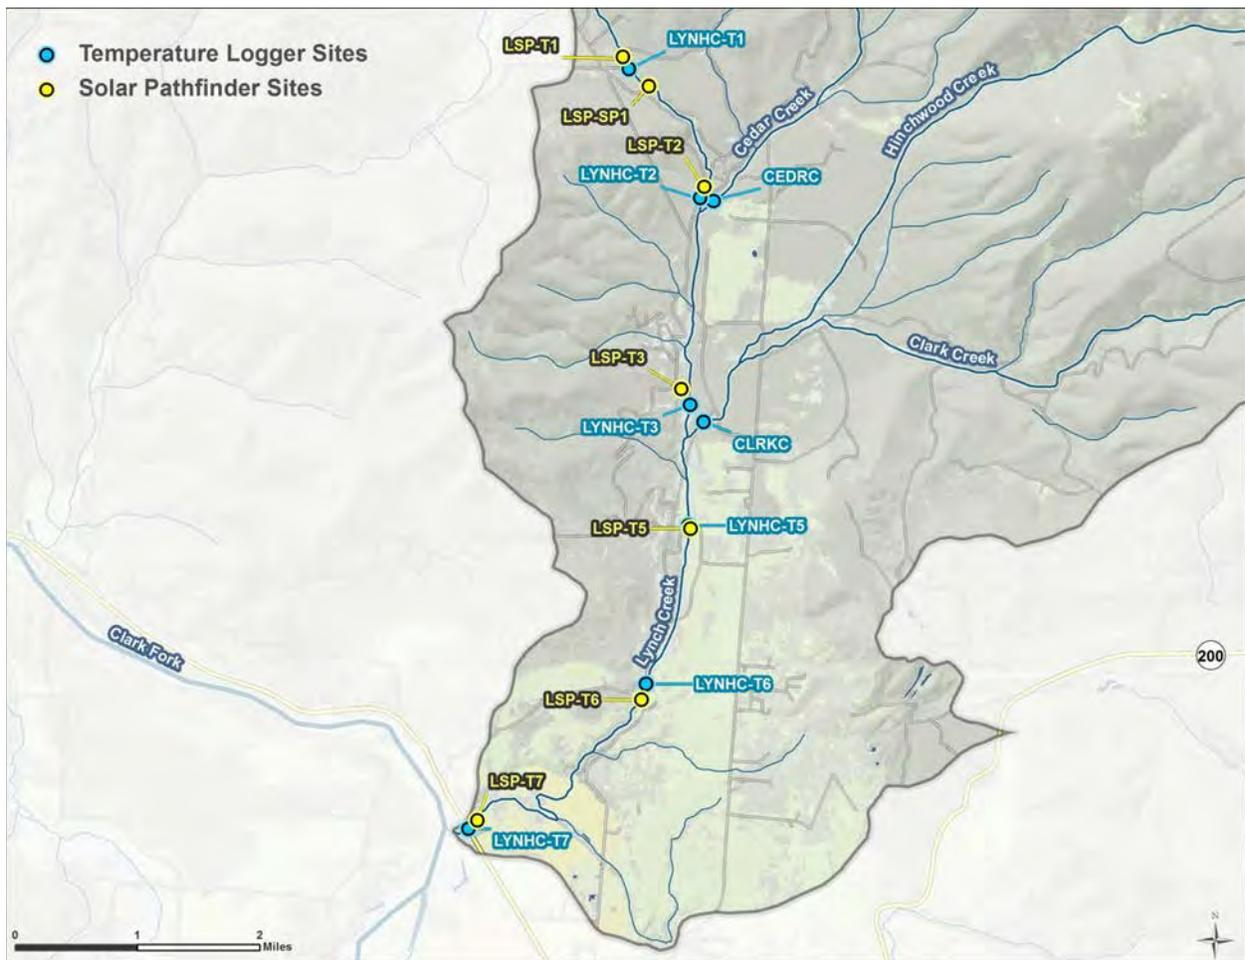 Temperature Logger Sites
Solar Pathfinder Sites
LSP-T1
LYNHC-T1
LSP-SP1
LSP-T2
LYNHC-T2
CEDRC
Cedar Creek
Hinchwood Creek
Clark Creek
LSP-T3
LYNHC-T3
CLRKC
LSP-T5
LYNHC-T5
Lynch Creek
Clark Fork
200
LSP-T6
LYNHC-T6
LSP-T7
LYNHC-T7
0 1 2
Miles